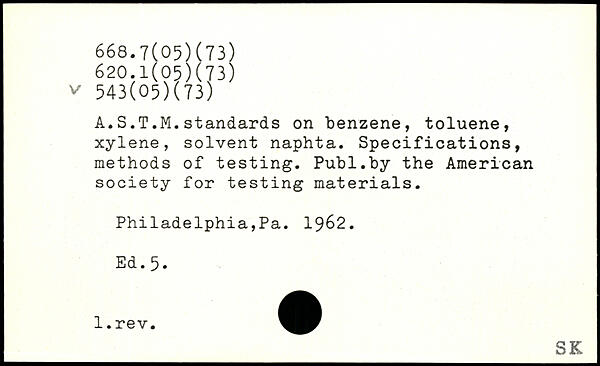 668.7(05)(73)
620.1(05)(73)
v 543(05)(73)
A.S.T.M.standards on benzene, toluene,
xylene, solvent naphta. Specifications,
methods of testing. Publ.by the American
society for testing materials.
Philadelphia,Pa. 1962.
Ed.5.
1.rev.
SK